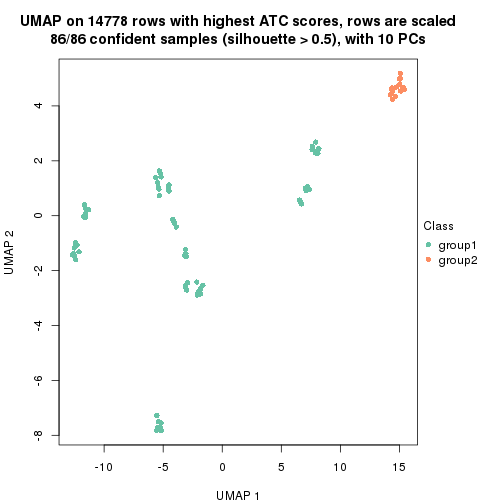 UMAP on 14778 rows with highest ATC scores, rows are scaled
86/86 confident samples (silhouette > 0.5), with 10 PCs
4
2
0
-2
-4
-6
-8
UMAP 2
-10
-5
0
5
10
15
UMAP 1
Class
group1
group2